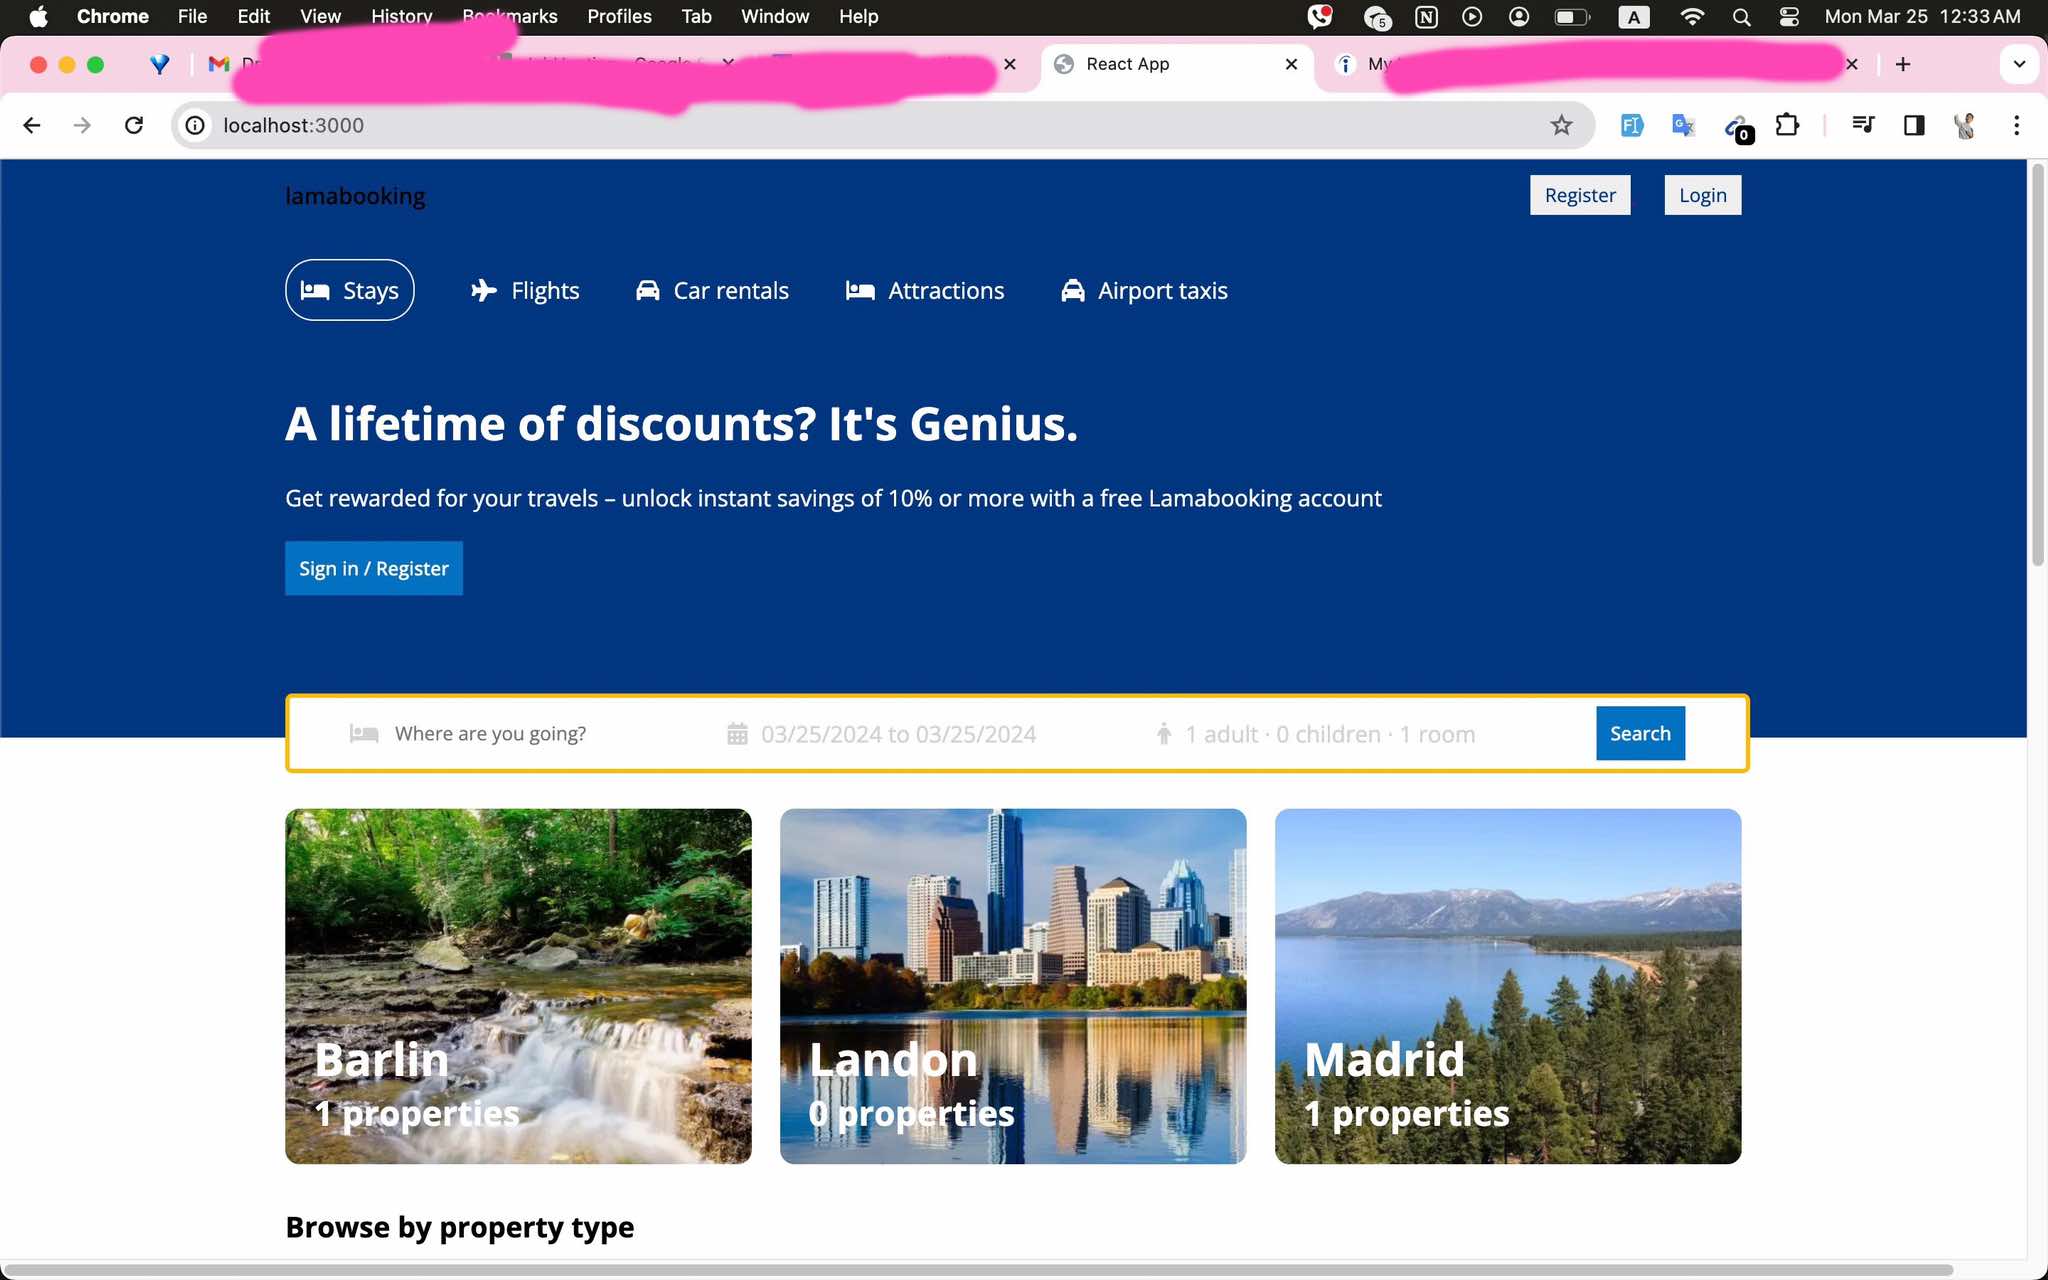 Chrome File Edit View History Bookmarks Profiles Tab Window Help 5 N A Mon Mar 25 12:33 AM
React App My
localhost:3000 0
lamabooking Register Login
Stays Flights Car rentals Attractions Airport taxis
A lifetime of discounts? It's Genius.
Get rewarded for your travels – unlock instant savings of 10% or more with a free Lamabooking account
Sign in / Register
Where are you going? 03/25/2024 to 03/25/2024 1 adult · 0 children · 1 room Search
Barlin Landon Madrid
1 properties 0 properties 1 properties
Browse by property type